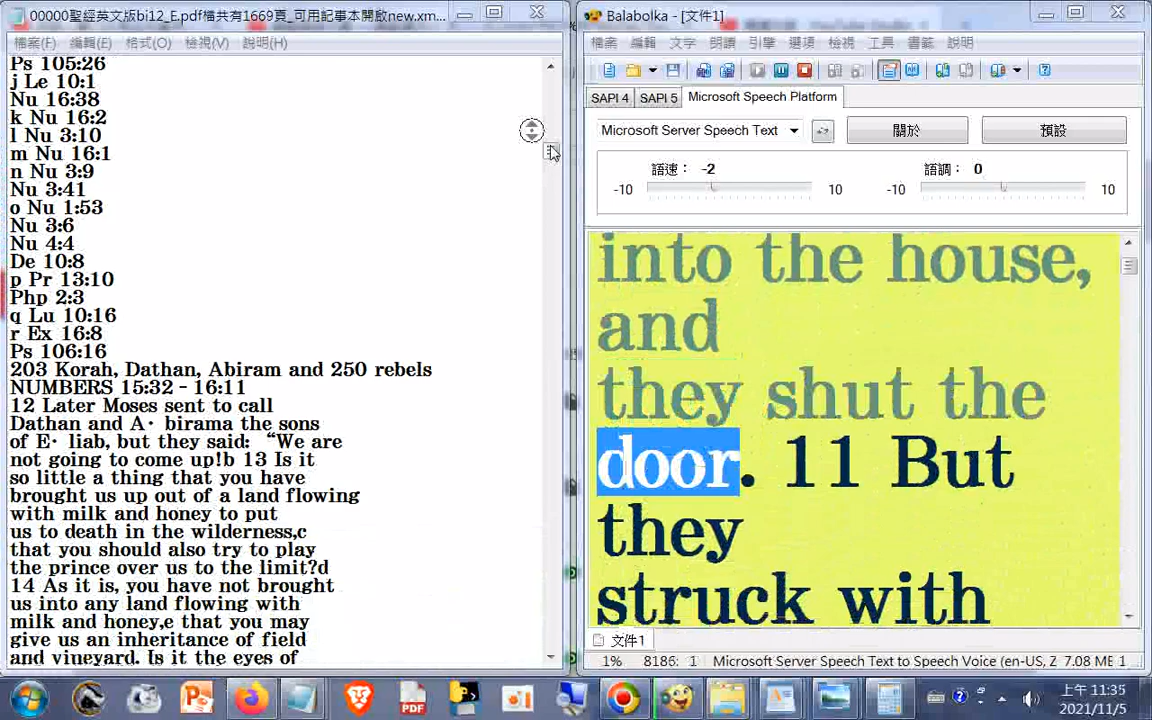 00000聖經英文版bi12_E.pdf檔共有1669頁_可用記事本開啟new.xm...
檔案(F) 編輯(E) 格式(O) 檢視(V) 說明(H)
Ps 105:26
j Le 10:1
Nu 16:38
k Nu 16:2
l Nu 3:10
m Nu 16:1
n Nu 3:9
Nu 3:41
o Nu 1:53
Nu 3:6
Nu 4:4
De 10:8
p Pr 13:10
Php 2:3
q Lu 10:16
r Ex 16:8
Ps 106:16
203 Korah, Dathan, Abiram and 250 rebels
NUMBERS 15:32 - 16:11
12 Later Moses sent to call
Dathan and A· birama the sons
of E· liab, but they said: “We are
not going to come up!b 13 Is it
so little a thing that you have
brought us up out of a land flowing
with milk and honey to put
us to death in the wilderness,c
that you should also try to play
the prince over us to the limit?d
14 As it is, you have not brought
us into any land flowing with
milk and honey,e that you may
give us an inheritance of field
and vineyard. Is it the eyes of
Balabolka - [文件1]
檔案 編輯 文字 朗讀 引擎 選項 檢視 工具 書籤 說明
SAPI 4 SAPI 5 Microsoft Speech Platform
Microsoft Server Speech Text 關於 預設
語速： -2 語調： 0
-10 10 -10 10
into the house,
and
they shut the
door. 11 But
they
struck with
文件1
1% 8186: 1 Microsoft Server Speech Text to Speech Voice (en-US, Z 7.08 ME 1
PDF
上午 11:35
2021/11/5